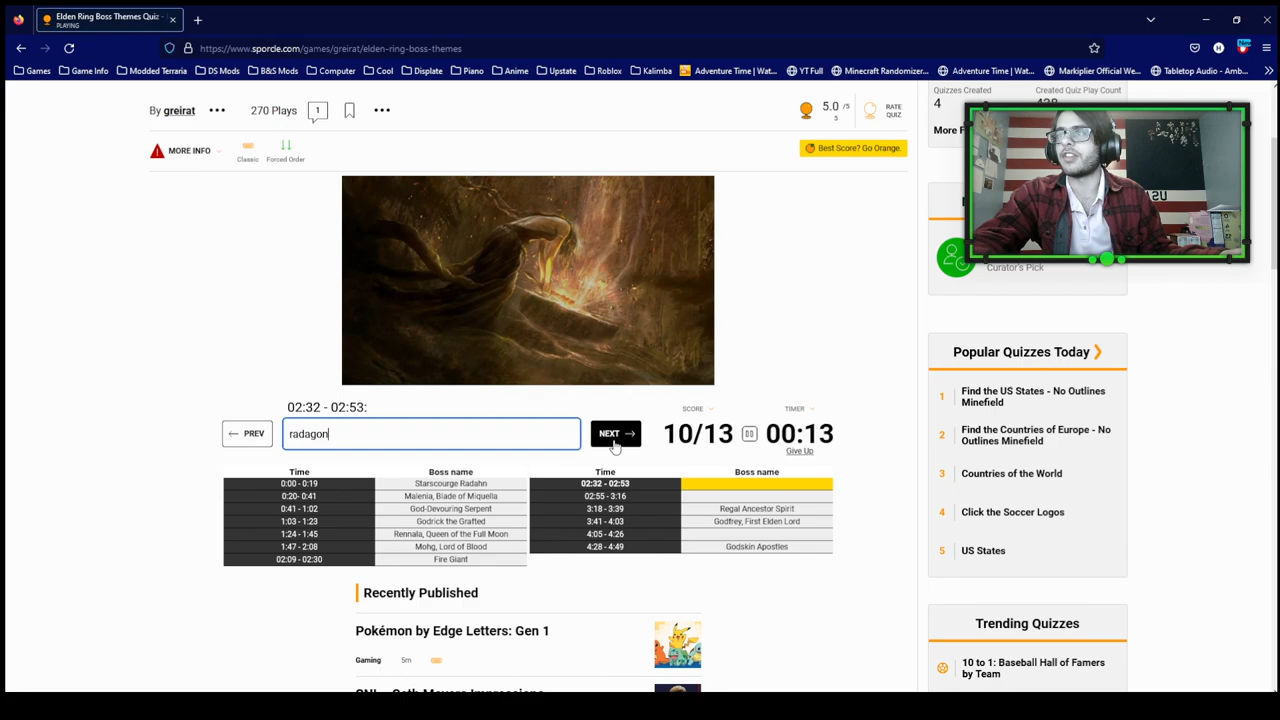 Elden Ring Boss Themes Quiz -
PLAYING
https://www.sporcle.com/games/greirat/elden-ring-boss-themes
H
New
Games
Game Info
Modded Terraria
DS Mods
B&S Mods
Computer
Cool
Displate
Piano
Anime
Upstate
Roblox
Kalimba
Adventure Time | Wat...
YT Full
Minecraft Randomizer...
Adventure Time | Wat...
Markiplier Official We...
Tabletop Audio - Amb...
By greirat
270 Plays
1
5.0 /5
5
RATE
QUIZ
Quizzes Created
4
Created Quiz Play Count
MORE INFO
Classic
Forced Order
Best Score? Go Orange.
Curator's Pick
02:32 - 02:53:
PREV
radagon
NEXT
SCORE
10/13
TIMER
00:13
Give Up
Time Boss name
0:00 - 0:19 Starscourge Radahn
0:20- 0:41 Malenia, Blade of Miquella
0:41 - 1:02 God-Devouring Serpent
1:03 - 1:23 Godrick the Grafted
1:24 - 1:45 Rennala, Queen of the Full Moon
1:47 - 2:08 Mohg, Lord of Blood
02:09 - 02:30 Fire Giant
Time Boss name
02:32 - 02:53
02:55 - 3:16
3:18 - 3:39 Regal Ancestor Spirit
3:41 - 4:03 Godfrey, First Elden Lord
4:05 - 4:26
4:28 - 4:49 Godskin Apostles
Popular Quizzes Today
1 Find the US States - No Outlines
Minefield
2 Find the Countries of Europe - No
Outlines Minefield
3 Countries of the World
4 Click the Soccer Logos
5 US States
Recently Published
Pokémon by Edge Letters: Gen 1
Gaming 5m
Trending Quizzes
10 to 1: Baseball Hall of Famers
by Team